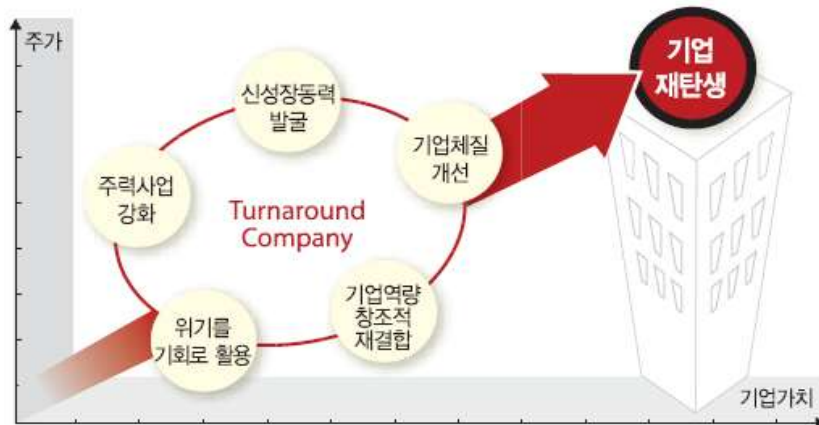 주가
기업
재탄생
신성장동력
발굴
기업체질
개선
주력사업
강화
Turnaround
Company
기업역량
창조적
재결합
위기를
기회로 활용
기업가치